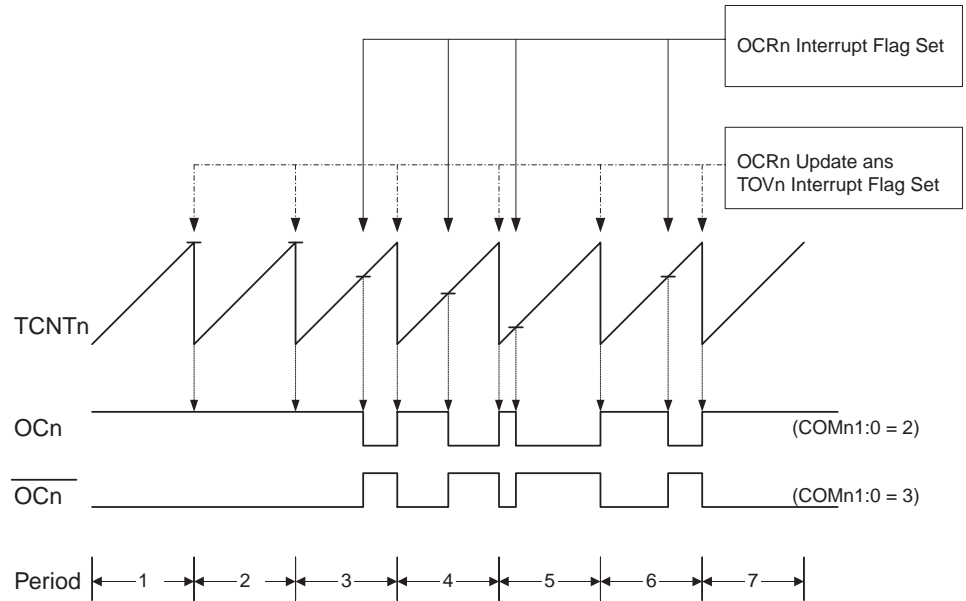 OCRn Interrupt Flag Set
OCRn Update ans
TOVn Interrupt Flag Set
TCNTn
OCn
(COMn1:0 = 2)
OCn
(COMn1:0 = 3)
Period
1
2
3
4
5
6
7